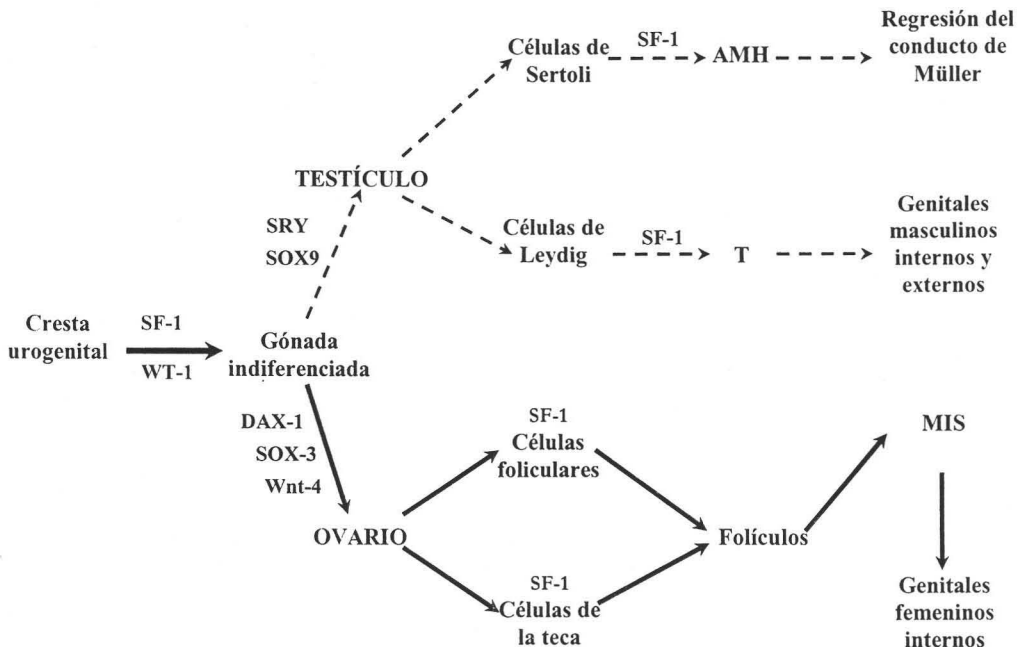 Células de
Sertoli
SF-1
AMH
Regresión del
conducto de
Müller
TESTÍCULO
SRY
SOX9
Células de
Leydig
SF-1
T
Genitales
masculinos
internos y
externos
Cresta
urogenital
SF-1
WT-1
Gónada
indiferenciada
DAX-1
SOX-3
Wnt-4
OVARIO
SF-1
Células
foliculares
SF-1
Células de
la teca
Folículos
MIS
Genitales
femeninos
internos